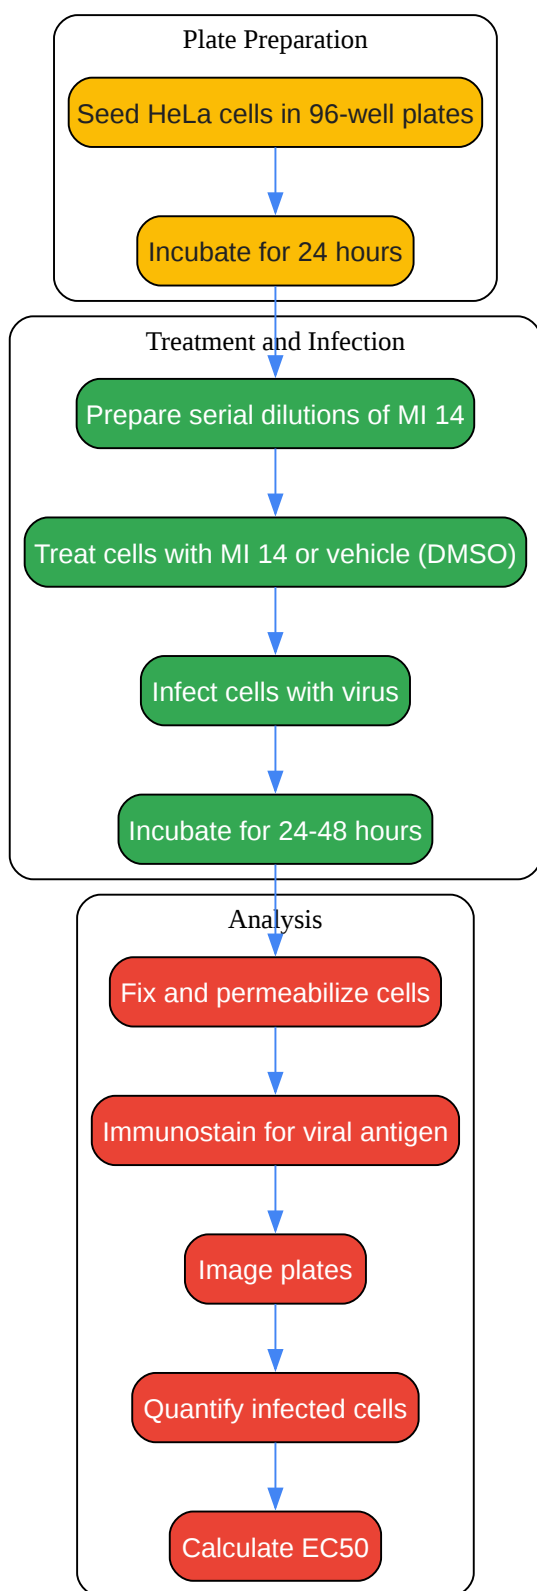 Plate Preparation
Seed HeLa cells in 96-well plates
Incubate for 24 hours
Treatment and Infection
Prepare serial dilutions of MI 14
Treat cells with MI 14 or vehicle (DMSO)
Infect cells with virus
Incubate for 24-48 hours
Analysis
Fix and permeabilize cells
Immunostain for viral antigen
Image plates
Quantify infected cells
Calculate EC50